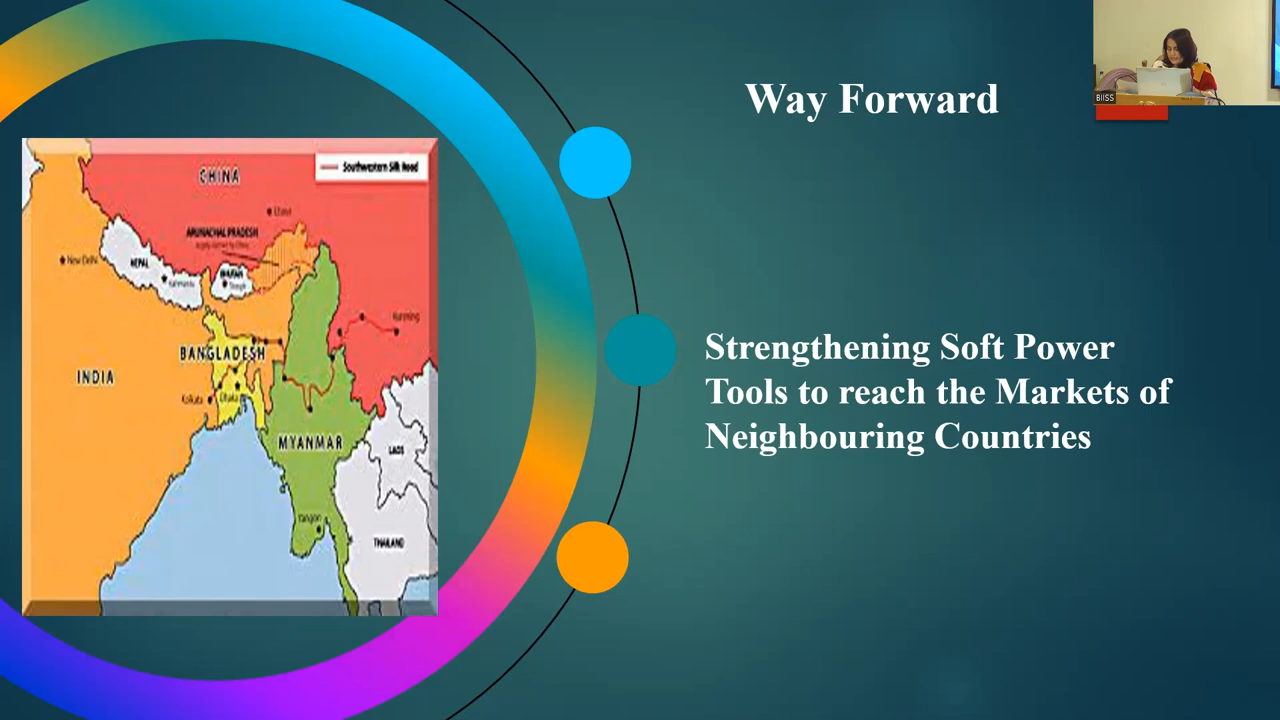 Way Forward
BIISS
Southwestern Silk Road
CHINA
Lhasa
ARUNACHAL PRADESH
New Delhi
NEPAL
Kathmandu
BHUTAN
Kunming
BANGLADESH
INDIA
Kolkata
Dhaka
MYANMAR
LAOS
Yangon
THAILAND
Strengthening Soft Power
Tools to reach the Markets of
Neighbouring Countries